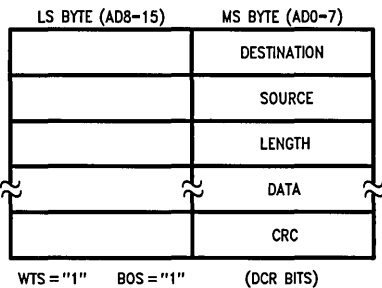 LS BYTE (AD8-15) MS BYTE (AD0-7)
DESTINATION
SOURCE
LENGTH
DATA
CRC
WTS = "1" BOS = "1" (DCR BITS)